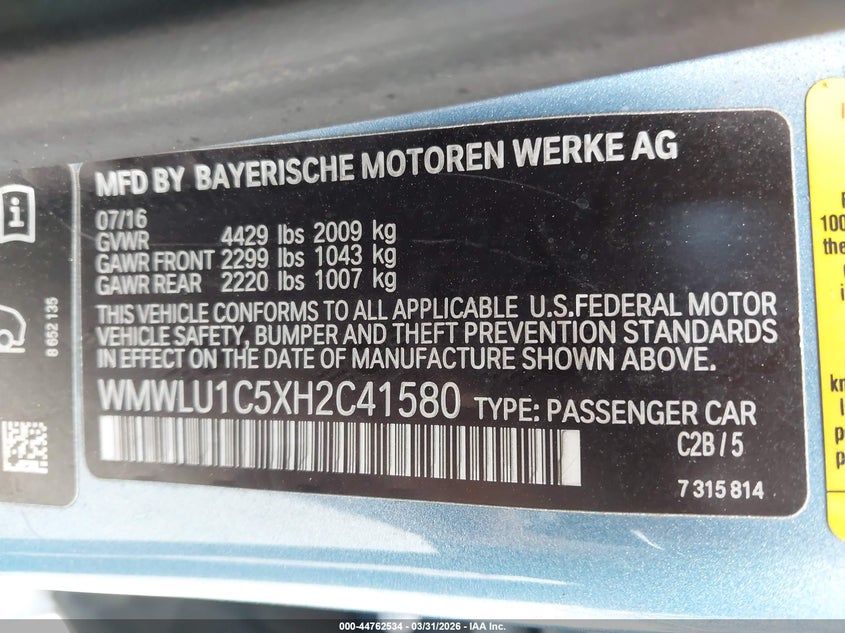 MFD BY BAYERISCHE MOTOREN WERKE AG
07/16
GVWR 4429 lbs 2009 kg
GAWR FRONT 2299 lbs 1043 kg
GAWR REAR 2220 lbs 1007 kg
THIS VEHICLE CONFORMS TO ALL APPLICABLE U.S.FEDERAL MOTOR
VEHICLE SAFETY, BUMPER AND THEFT PREVENTION STANDARDS
IN EFFECT ON THE DATE OF MANUFACTURE SHOWN ABOVE.
WMWLU1C5XH2C41580 TYPE: PASSENGER CAR
C2B / 5
7 315 814
8 652 135
i
100
the
i
kn
p
000-44762534 - 03/31/2026 - IAA Inc.